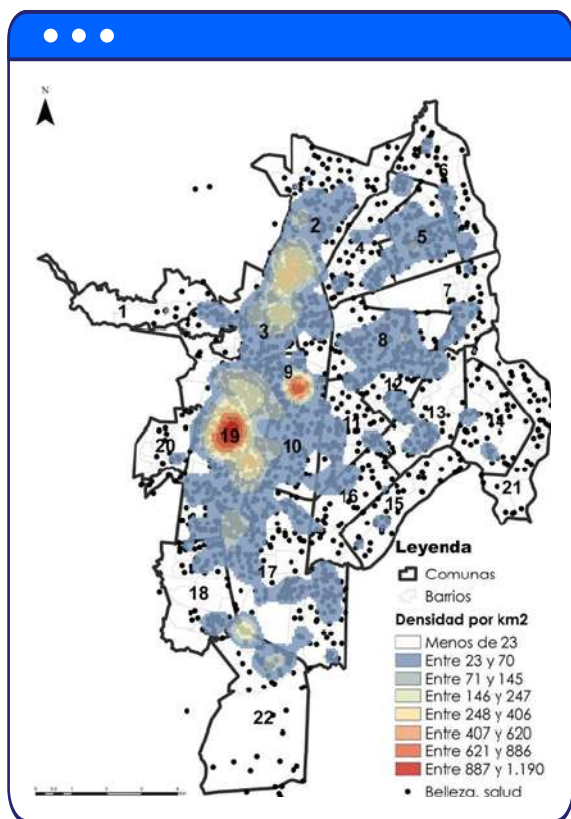 N
6
2
4
5
7
1
3
8
9
12
19
13
14
20
10
11
21
16
15
17
18
22
Leyenda
Comunas
Barrios
Densidad por km2
Menos de 23
Entre 23 y 70
Entre 71 y 145
Entre 146 y 247
Entre 248 y 406
Entre 407 y 620
Entre 621 y 886
Entre 887 y 1.190
Belleza, salud